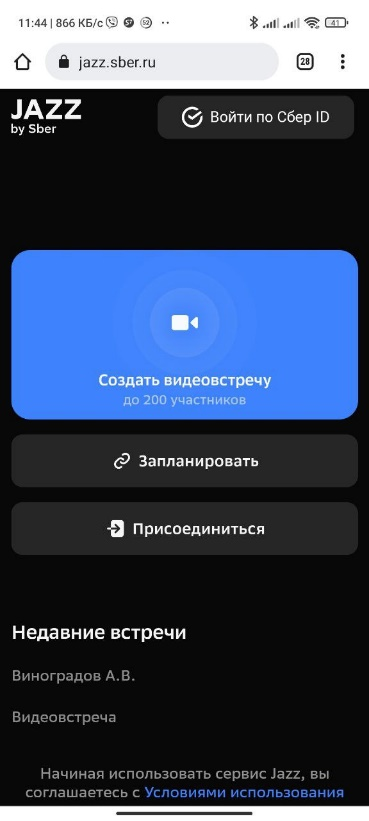 11:44 | 866 КБ/с
41
jazz.sber.ru
28
JAZZ
by Sber
Войти по Сбер ID
Создать видеовстречу
до 200 участников
Запланировать
Присоединиться
Недавние встречи
Виноградов А.В.
Видеовстреча
Начиная использовать сервис Jazz, вы
соглашаетесь с Условиями использования